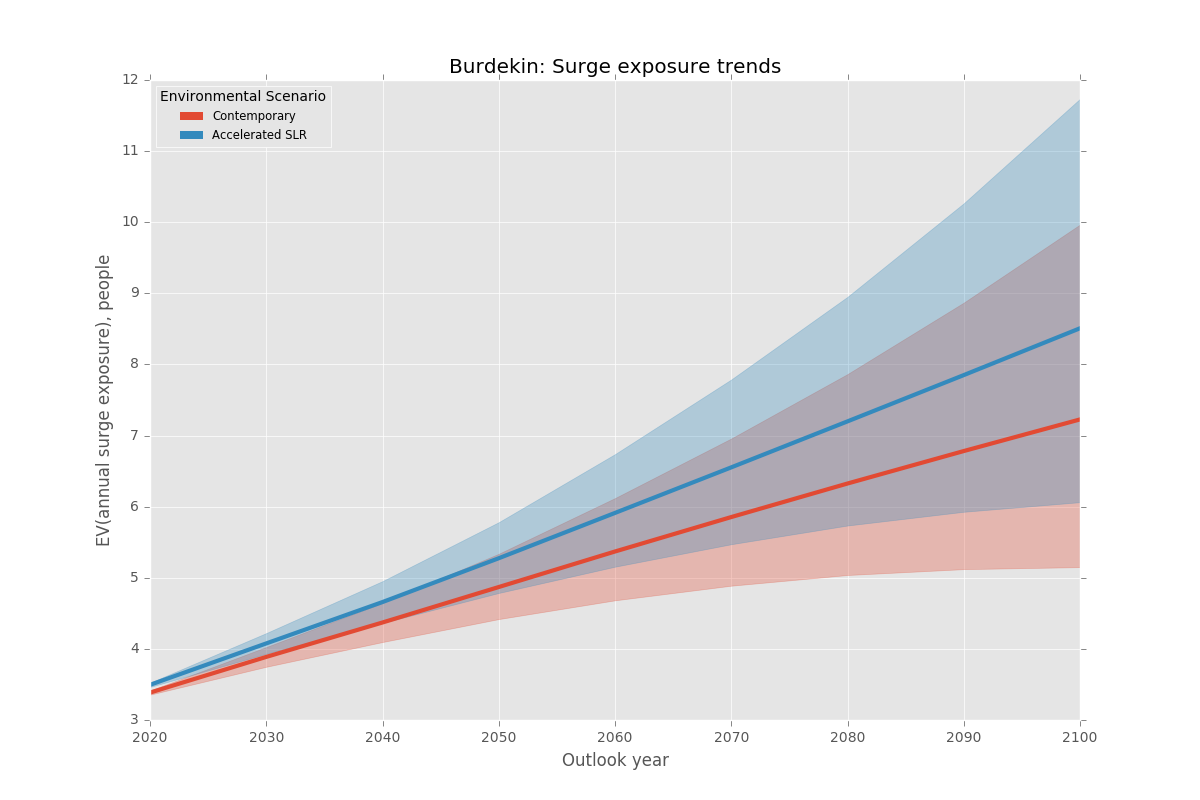 Burdekin: Surge exposure trends
Environmental Scenario
Contemporary
Accelerated SLR
EV(annual surge exposure), people
12
11
10
9
8
7
6
5
4
3
2020 2030 2040 2050 2060 2070 2080 2090 2100
Outlook year